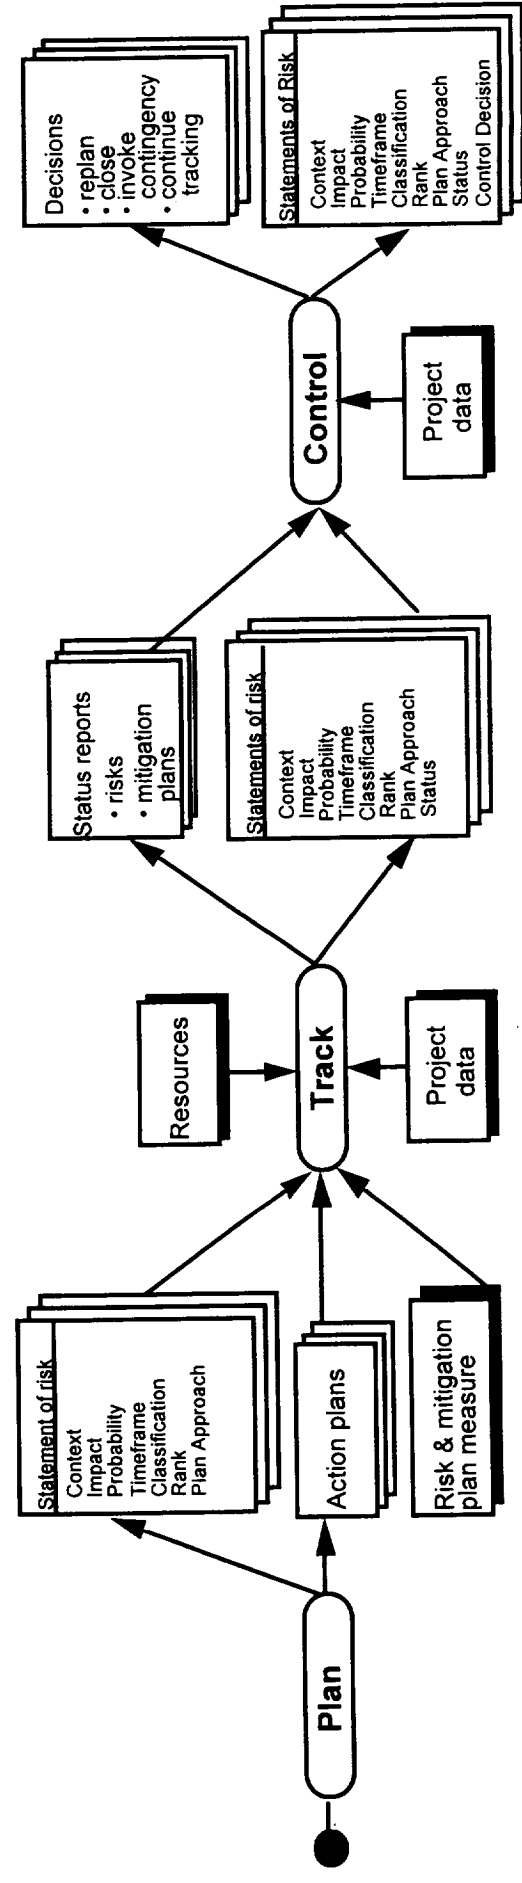 Plan
Statement of risk
Context
Impact
Probability
Timeframe
Classification
Rank
Plan Approach
Action plans
Risk & mitigation
plan measure
Resources
Track
Project
data
Status reports
• risks
• mitigation
plans
Statements of risk
Context
Impact
Probability
Timeframe
Classification
Rank
Plan Approach
Status
Control
Project
data
Decisions
• replan
• close
• invoke
contingency
• continue
tracking
Statements of Risk
Context
Impact
Probability
Timeframe
Classification
Rank
Plan Approach
Status
Control Decision